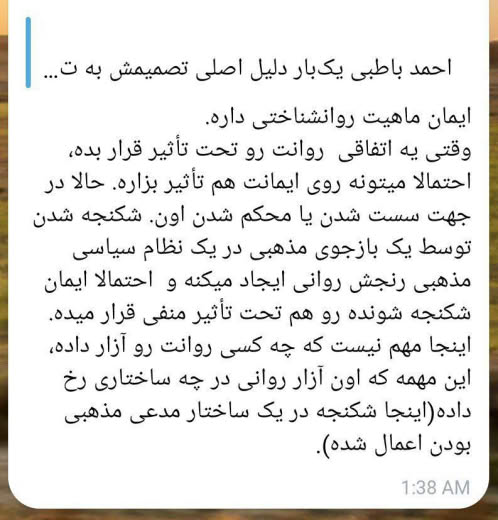 احمد باطبی یک‌بار دلیل اصلی تصمیمش به ت...
ایمان ماهیت روانشناختی داره.
وقتی یه اتفاقی روانت رو تحت تأثیر قرار بده،
احتمالا میتونه روی ایمانت هم تأثیر بزاره. حالا در
جهت سست شدن یا محکم شدن اون. شکنجه شدن
توسط یک بازجوی مذهبی در یک نظام سیاسی
مذهبی رنجش روانی ایجاد میکنه و احتمالا ایمان
شکنجه شونده رو هم تحت تأثیر منفی قرار میده.
اینجا مهم نیست که چه کسی روانت رو آزار داده،
این مهمه که اون آزار روانی در چه ساختاری رخ
داده(اینجا شکنجه در یک ساختار مدعی مذهبی
بودن اعمال شده).
1:38 AM